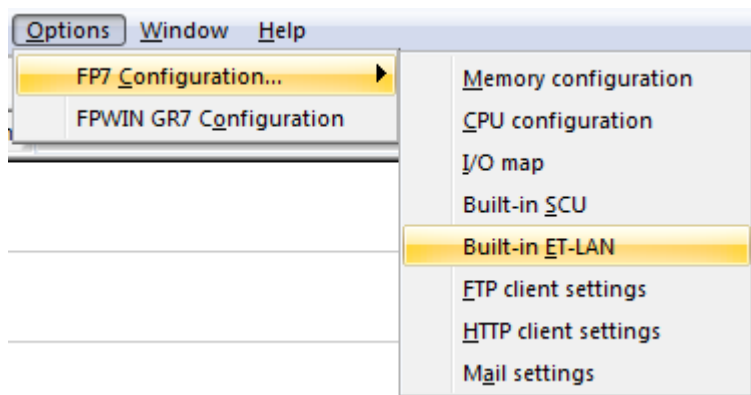 Options Window Help
FP7 Configuration...
FPWIN GR7 Configuration
Memory configuration
CPU configuration
I/O map
Built-in SCU
Built-in ET-LAN
FTP client settings
HTTP client settings
Mail settings